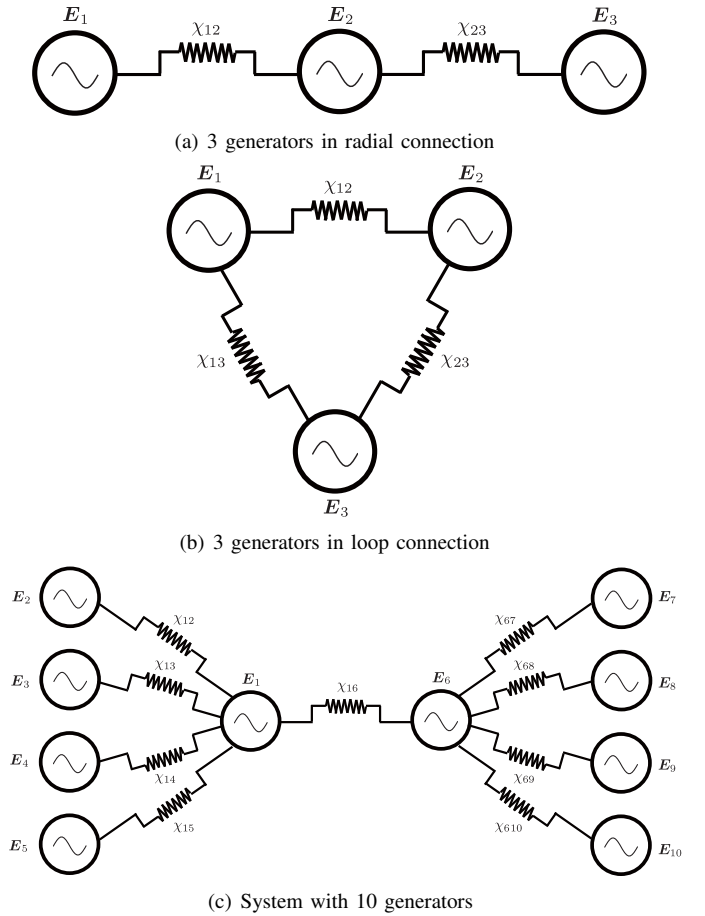 E₁ E₂ E₃
χ₁₂ χ₂₃
(a) 3 generators in radial connection
E₁ E₂
χ₁₂
χ₁₃ χ₂₃
E₃
(b) 3 generators in loop connection
E₂ E₇
χ₁₂ χ₆₇
E₃ χ₁₃ χ₆₈ E₈
E₁ χ₁₆ E₆
E₄ χ₁₄ χ₆₉ E₉
χ₁₅ χ₆₁₀
E₅ E₁₀
(c) System with 10 generators